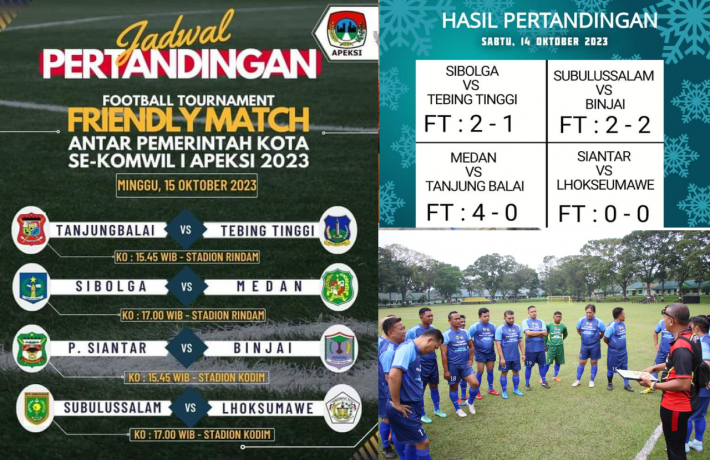 Jadwal
PERTANDINGAN
APEKSI
FOOTBALL TOURNAMENT
FRIENDLY MATCH
ANTAR PEMERINTAH KOTA
SE-KOMWIL I APEKSI 2023
MINGGU, 15 OKTOBER 2023
TANJUNGBALAI VS TEBING TINGGI
KO : 15.45 WIB - STADION RINDAM
SIBOLGA VS MEDAN
KO : 17.00 WIB - STADION RINDAM
P. SIANTAR VS BINJAI
KO : 15.45 WIB - STADION KODIM
SUBULUSSALAM VS LHOKSUMAWE
KO : 17.00 WIB - STADION KODIM
HASIL PERTANDINGAN
SABTU, 14 OKTOBER 2023
SIBOLGA
VS
TEBING TINGGI
FT : 2 - 1
SUBULUSSALAM
VS
BINJAI
FT : 2 - 2
MEDAN
VS
TANJUNG BALAI
FT : 4 - 0
SIANTAR
VS
LHOKSEUMAWE
FT : 0 - 0